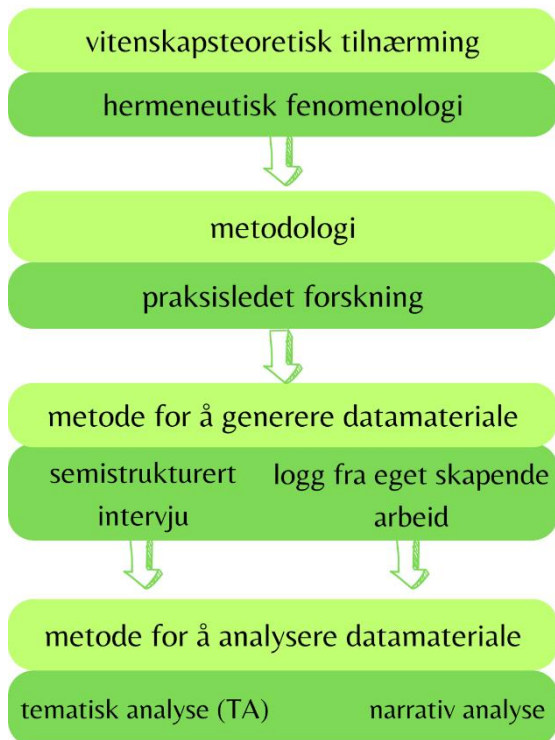 vitenskapsteoretisk tilnærming
hermeneutisk fenomenologi
metodologi
praksisledet forskning
metode for å generere datamateriale
semistrukturert
intervju
logg fra eget skapende
arbeid
metode for å analysere datamateriale
tematisk analyse (TA)
narrativ analyse